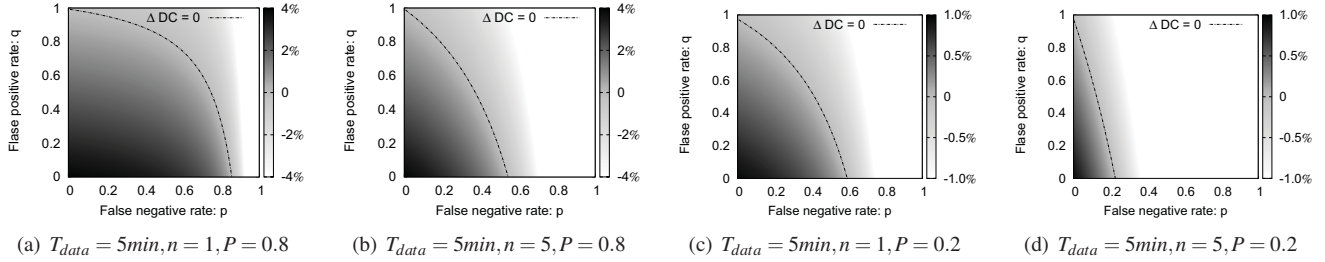 Δ DC = 0
1
0.8
0.6
0.4
0.2
0
0 0.2 0.4 0.6 0.8 1
4%
2%
0
-2%
-4%
Flase positive rate: q
False negative rate: p
(a) T_data = 5min, n = 1, P = 0.8
Δ DC = 0
1
0.8
0.6
0.4
0.2
0
0 0.2 0.4 0.6 0.8 1
4%
2%
0
-2%
-4%
Flase positive rate: q
False negative rate: p
(b) T_data = 5min, n = 5, P = 0.8
Δ DC = 0
1
0.8
0.6
0.4
0.2
0
0 0.2 0.4 0.6 0.8 1
1.0%
0.5%
0
-0.5%
-1.0%
Flase positive rate: q
False negative rate: p
(c) T_data = 5min, n = 1, P = 0.2
Δ DC = 0
1
0.8
0.6
0.4
0.2
0
0 0.2 0.4 0.6 0.8 1
1.0%
0.5%
0
-0.5%
-1.0%
Flase positive rate: q
False negative rate: p
(d) T_data = 5min, n = 5, P = 0.2